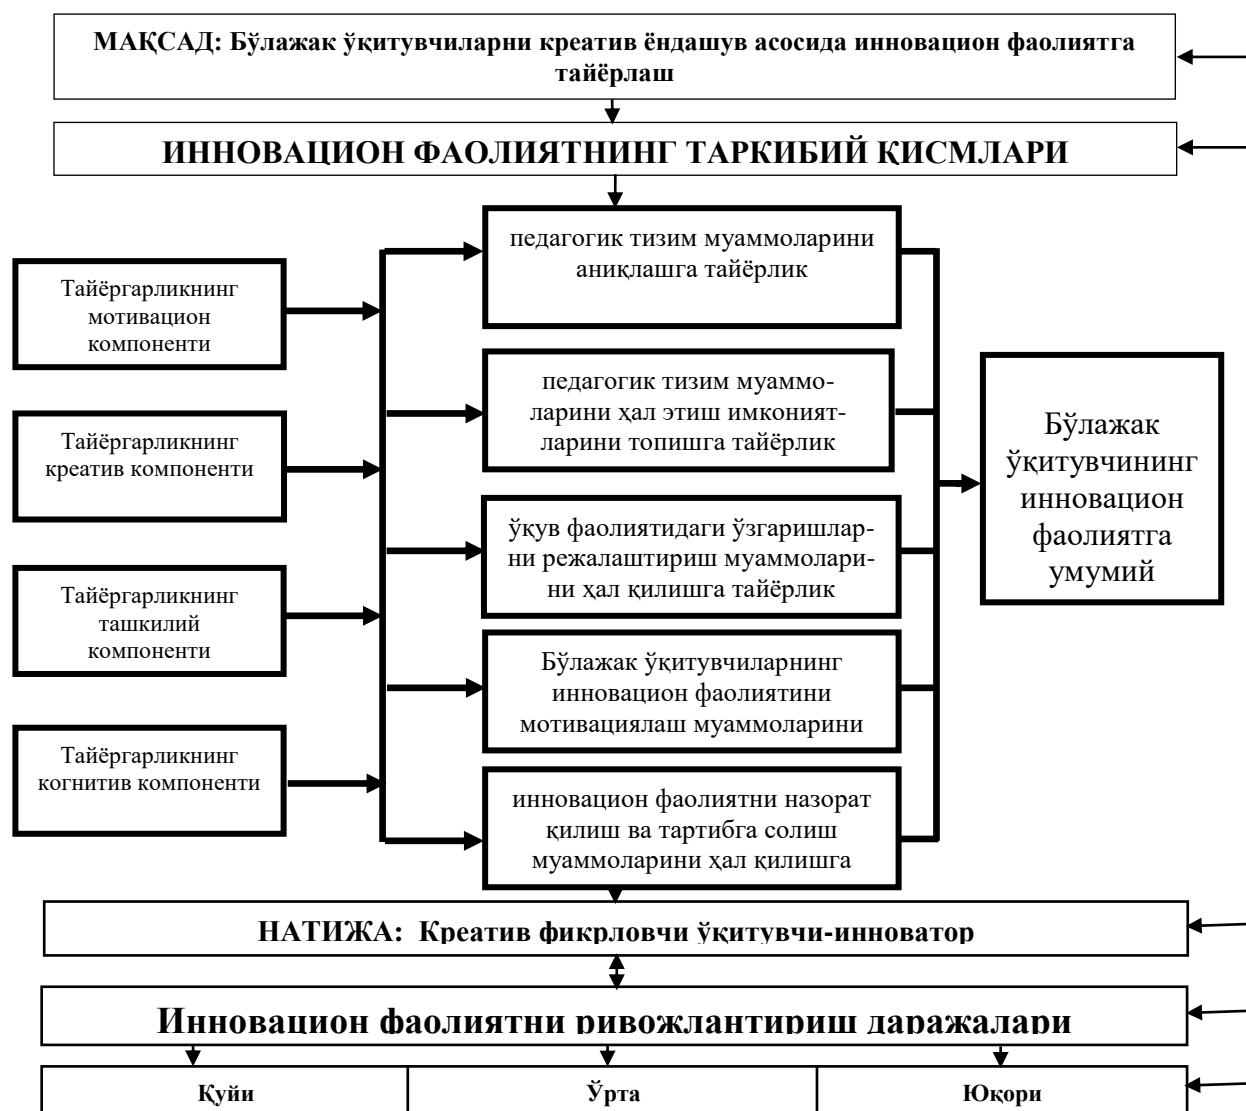 МАҚСАД: Бўлажак ўқитувчиларни креатив ёндашув асосида инновацион фаолиятга
тайёрлаш
ИННОВАЦИОН ФАОЛИЯТНИНГ ТАРКИБИЙ ҚИСМЛАРИ
Тайёргарликнинг
мотивацион
компоненти
Тайёргарликнинг
креатив компоненти
Тайёргарликнинг
ташкилий
компоненти
Тайёргарликнинг
когнитив компоненти
педагогик тизим муаммоларини
аниқлашга тайёрлик
педагогик тизим муаммо-
ларини ҳал этиш имконият-
ларини топишга тайёрлик
ўқув фаолиятидаги ўзгаришлар-
ни режалаштириш муаммолари-
ни ҳал қилишга тайёрлик
Бўлажак ўқитувчиларнинг
инновацион фаолиятини
мотивациялаш муаммоларини
инновацион фаолиятни назорат
қилиш ва тартибга солиш
муаммоларини ҳал қилишга
Бўлажак
ўқитувчининг
инновацион
фаолиятга
умумий
НАТИЖА: Креатив фикрловчи ўқитувчи-инноватор
Инновацион фаолиятни ривожлантириш даражалари
Қуйи
Ўрта
Юқори